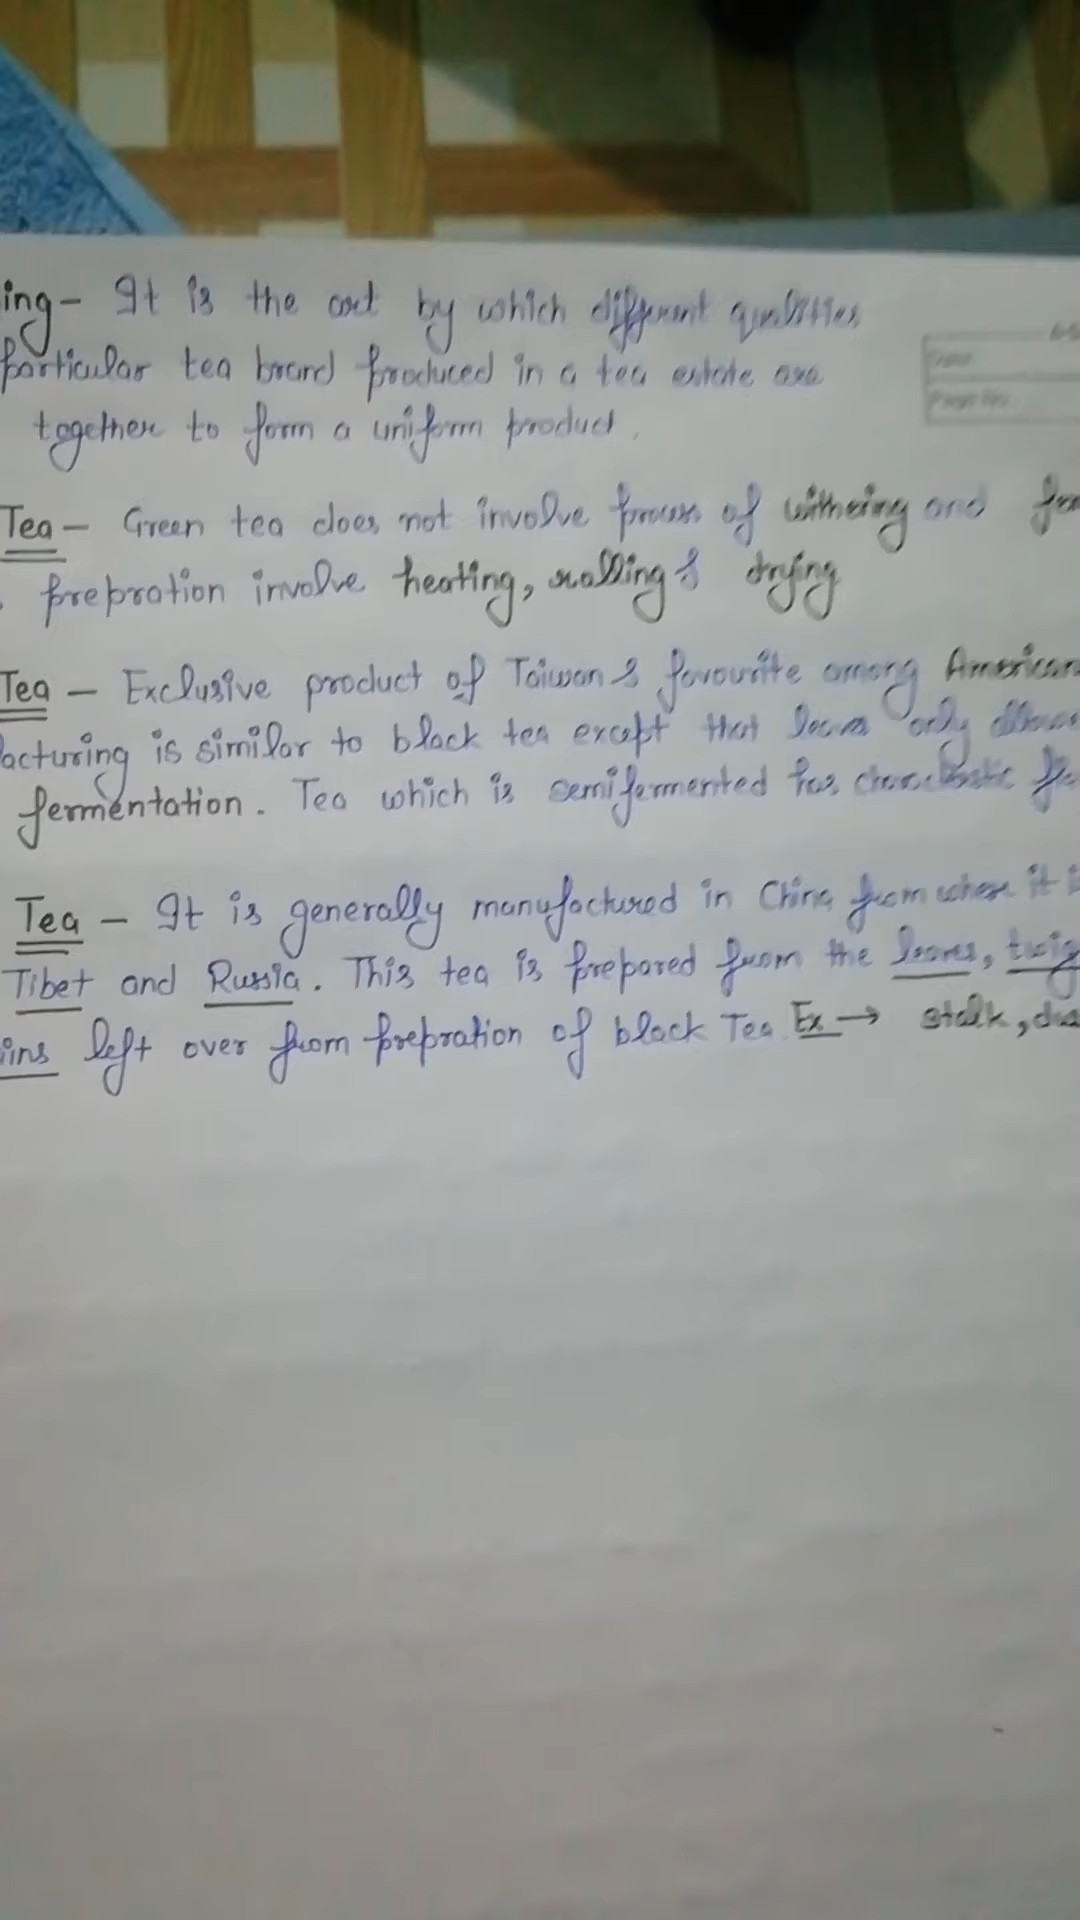 ing - It is the art by which different qualities
particular tea brand produced in a tea estate are
together to form a uniform product.
Tea - Green tea does not involve process of withering and
prepration involve heating, rolling & drying
Tea - Exclusive product of Taiwan & favourite among American
acturing is similar to black tea except that leaves only
fermentation. Tea which is semifermented has
Tea - It is generally manufactured in China from where it
Tibet and Russia. This tea is prepared from the leaves, twig
ins left over from prepration of black Tea. Ex → stalk,